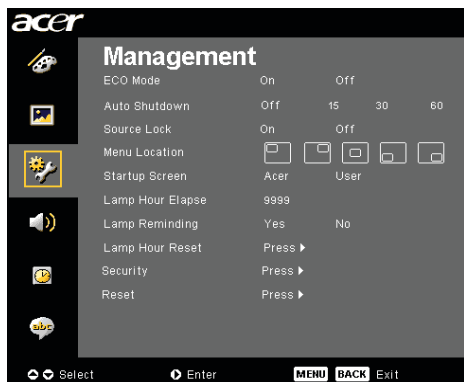 acer
Management
ECO Mode On Off
Auto Shutdown Off 15 30 60
Source Lock On Off
Menu Location
Startup Screen Acer User
Lamp Hour Elapse 9999
Lamp Reminding Yes No
Lamp Hour Reset Press
Security Press
Reset Press
abc
Select Enter MENU BACK Exit